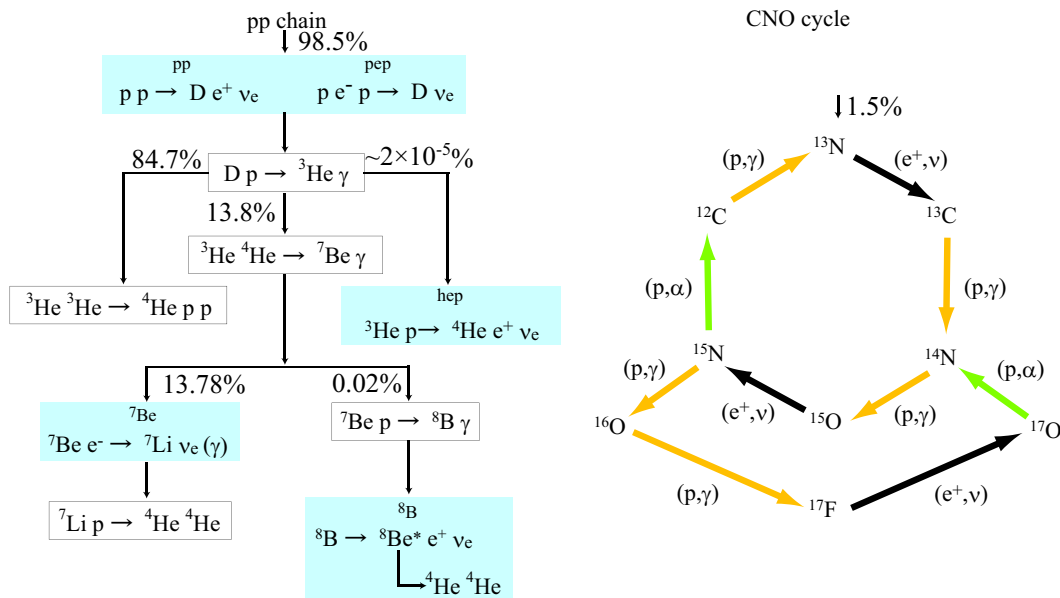 pp chain
98.5%
pp
p p → D e⁺ νₑ
pep
p e⁻ p → D νₑ
84.7%
~2×10⁻⁵%
D p → ³He γ
13.8%
³He ⁴He → ⁷Be γ
³He ³He → ⁴He p p
hep
³He p→ ⁴He e⁺ νₑ
13.78%
0.02%
⁷Be
⁷Be e⁻ → ⁷Li νₑ (γ)
⁷Be p → ⁸B γ
⁷Li p → ⁴He ⁴He
⁸B
⁸B → ⁸Be* e⁺ νₑ
⁴He ⁴He
CNO cycle
1.5%
¹³N
(p,γ)
(e⁺,ν)
¹²C
¹³C
(p,α)
(p,γ)
¹⁵N
¹⁴N
(p,γ)
(p,α)
(e⁺,ν)
(p,γ)
¹⁶O
¹⁵O
¹⁷O
(p,γ)
(e⁺,ν)
¹⁷F